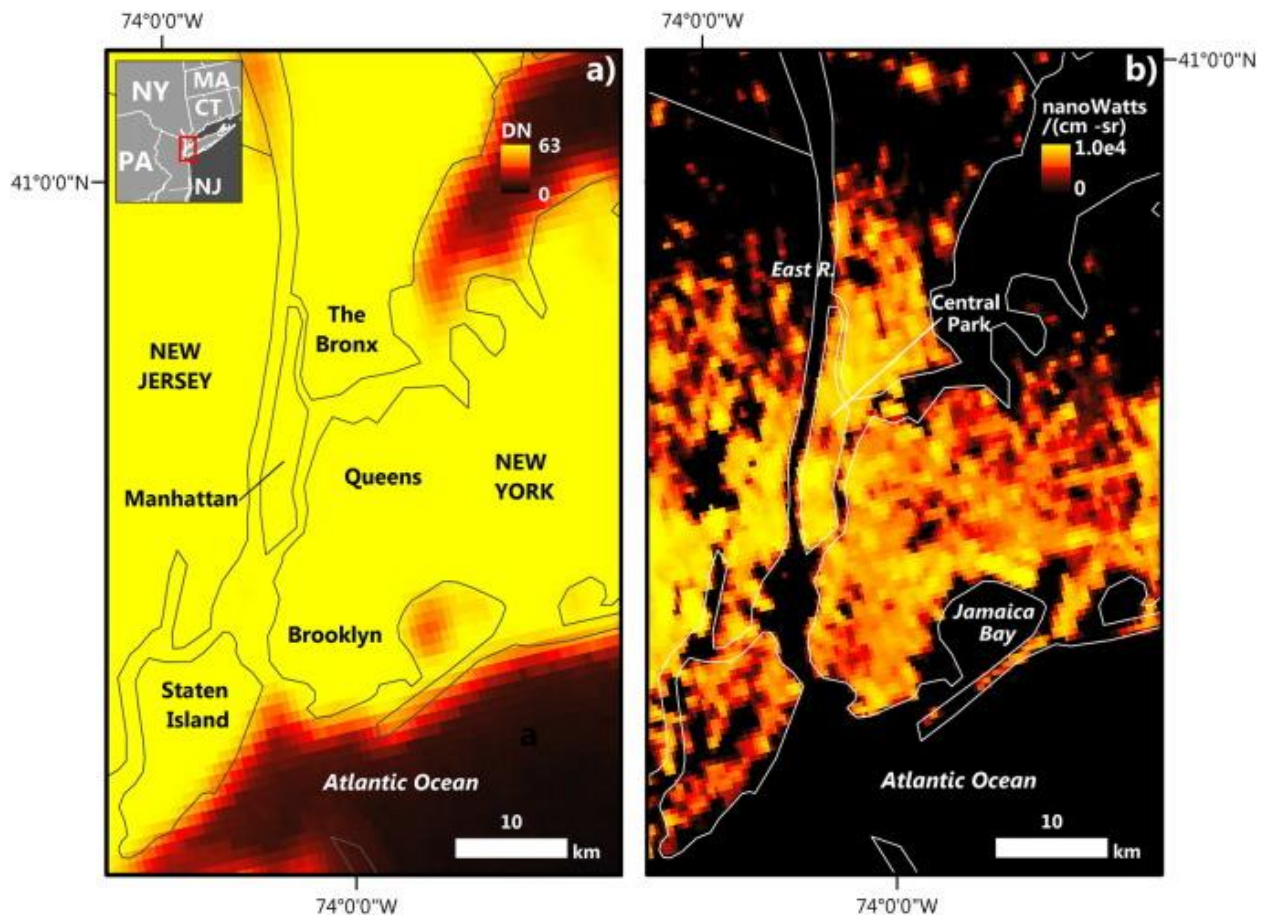 74°0'0"W
74°0'0"W
a)
b)
41°0'0"N
NY
MA
CT
PA
NJ
DN
63
0
nanoWatts
/(cm -sr)
1.0e4
0
41°0'0"N
East R.
The
Bronx
Central
Park
NEW
JERSEY
Manhattan
Queens
NEW
YORK
Brooklyn
Jamaica
Bay
Staten
Island
a
Atlantic Ocean
Atlantic Ocean
10
km
10
km
74°0'0"W
74°0'0"W